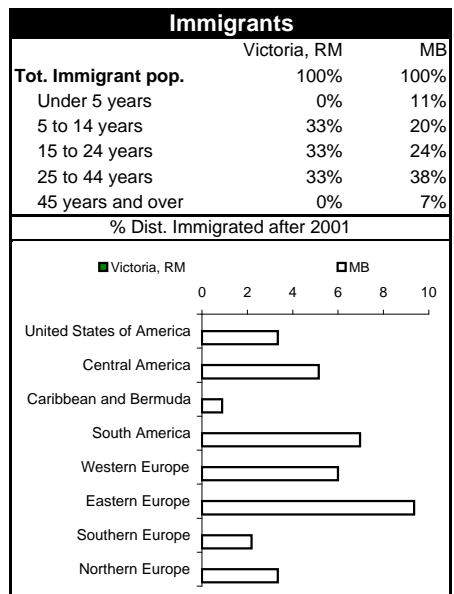 Immigrants
Victoria, RM MB
Tot. Immigrant pop. 100% 100%
Under 5 years 0% 11%
5 to 14 years 33% 20%
15 to 24 years 33% 24%
25 to 44 years 33% 38%
45 years and over 0% 7%
% Dist. Immigrated after 2001
Victoria, RM MB
0 2 4 6 8 10
United States of America
Central America
Caribbean and Bermuda
South America
Western Europe
Eastern Europe
Southern Europe
Northern Europe